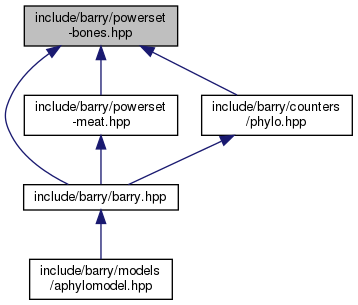 include/barry/powerset
-bones.hpp
include/barry/powerset
-meat.hpp
include/barry/counters
/phylo.hpp
include/barry/barry.hpp
include/barry/models
/aphylomodel.hpp